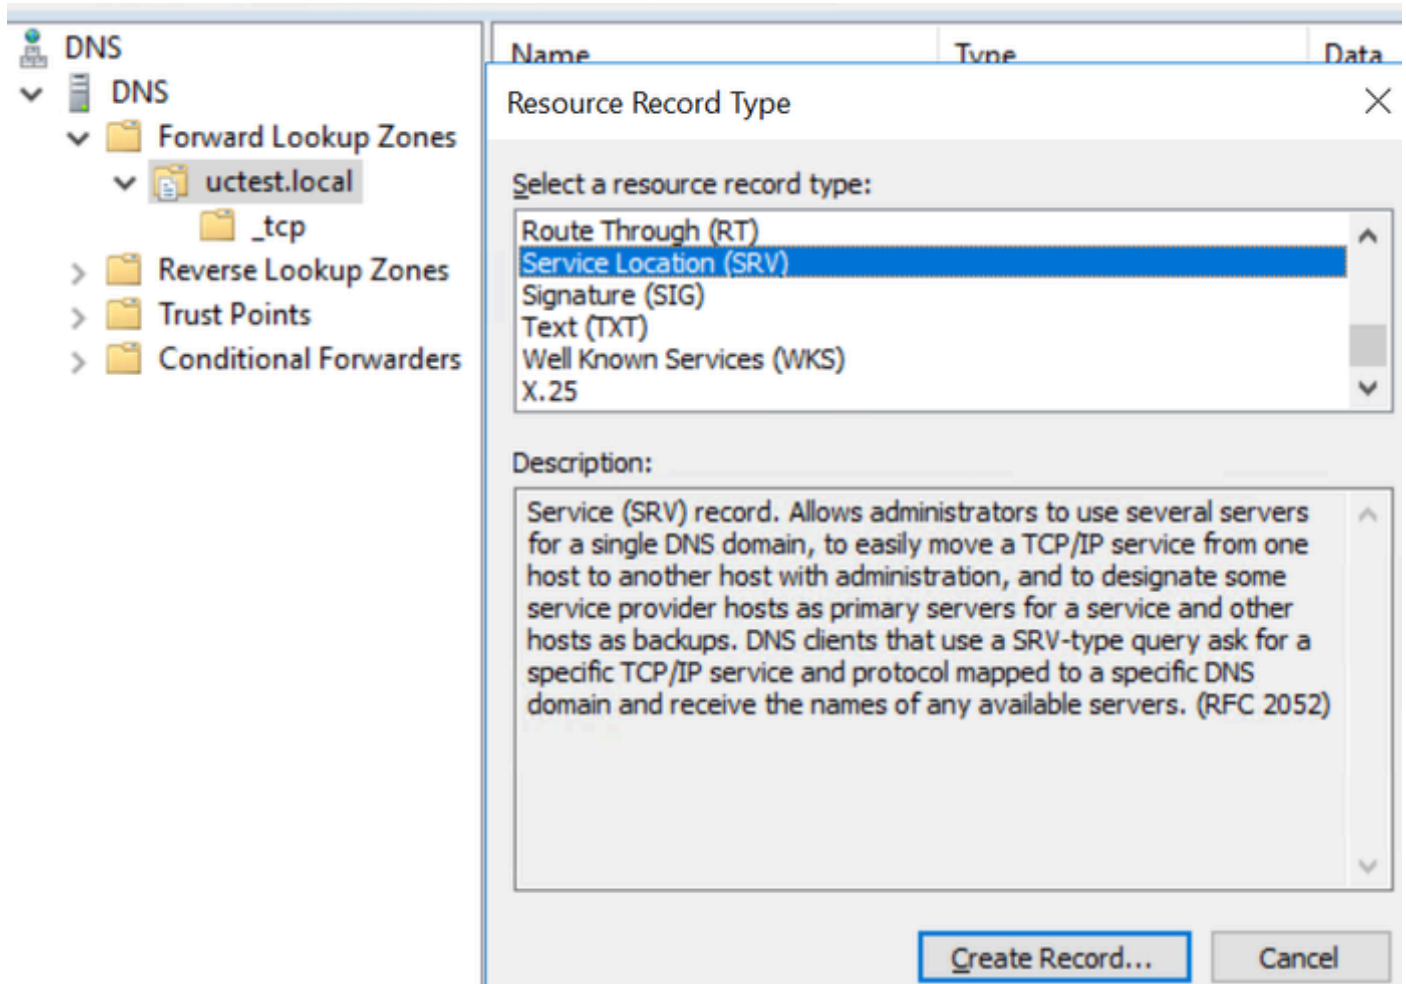 DNS
DNS
Forward Lookup Zones
uctest.local
_tcp
Reverse Lookup Zones
Trust Points
Conditional Forwarders
Name Type Data
Resource Record Type
Select a resource record type:
Route Through (RT)
Service Location (SRV)
Signature (SIG)
Text (TXT)
Well Known Services (WKS)
X.25
Description:
Service (SRV) record. Allows administrators to use several servers
for a single DNS domain, to easily move a TCP/IP service from one
host to another host with administration, and to designate some
service provider hosts as primary servers for a service and other
hosts as backups. DNS clients that use a SRV-type query ask for a
specific TCP/IP service and protocol mapped to a specific DNS
domain and receive the names of any available servers. (RFC 2052)
Create Record... Cancel